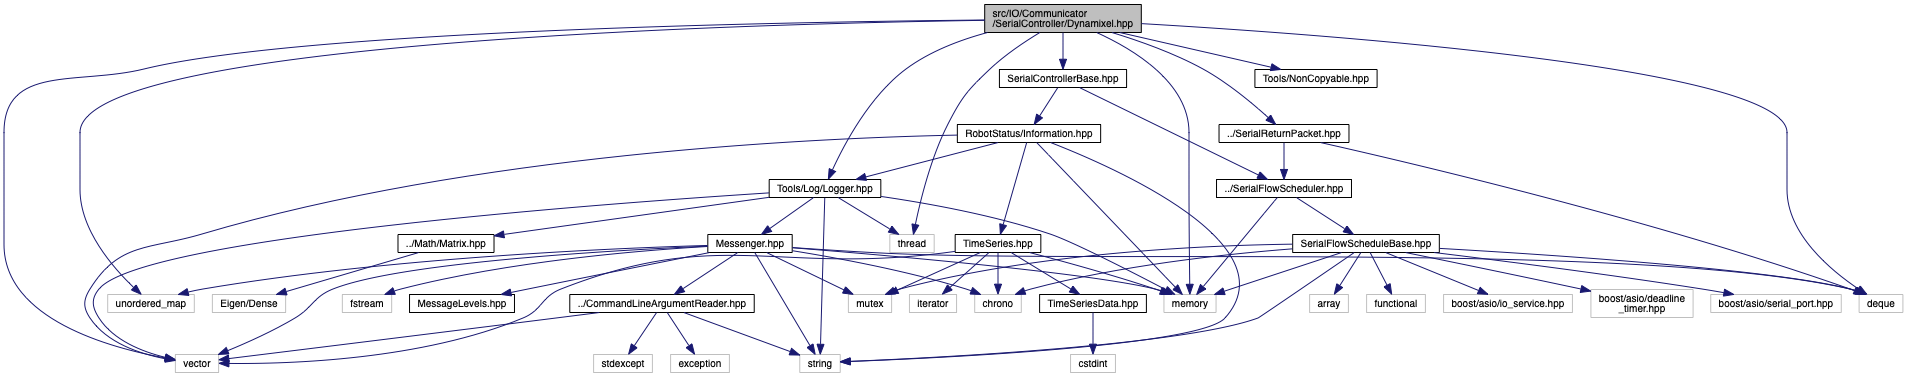 src/IO/Communicator
/SerialController/Dynamixel.hpp
SerialControllerBase.hpp
Tools/NonCopyable.hpp
RobotStatus/Information.hpp
../SerialReturnPacket.hpp
Tools/Log/Logger.hpp
../SerialFlowScheduler.hpp
../Math/Matrix.hpp
Messenger.hpp
thread
TimeSeries.hpp
SerialFlowScheduleBase.hpp
unordered_map
Eigen/Dense
fstream
MessageLevels.hpp
../CommandLineArgumentReader.hpp
mutex
iterator
chrono
TimeSeriesData.hpp
memory
array
functional
boost/asio/io_service.hpp
boost/asio/deadline
_timer.hpp
boost/asio/serial_port.hpp
deque
vector
stdexcept
exception
string
cstdint